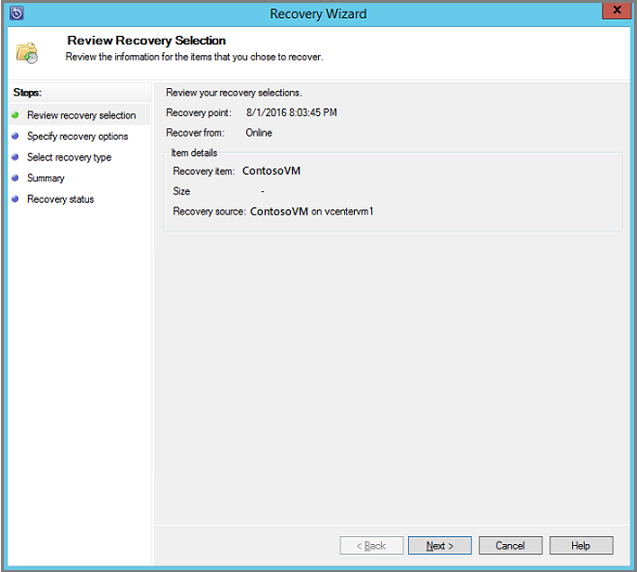 Recovery Wizard
x
Review Recovery Selection
Review the information for the items that you chose to recover.
Steps:
Review recovery selection
Specify recovery options
Select recovery type
Summary
Recovery status
Review your recovery selections.
Recovery point: 8/1/2016 8:03:45 PM
Recover from: Online
Item details
Recovery item: ContosoVM
Size -
Recovery source: ContosoVM on vcentervm1
< Back Next > Cancel Help